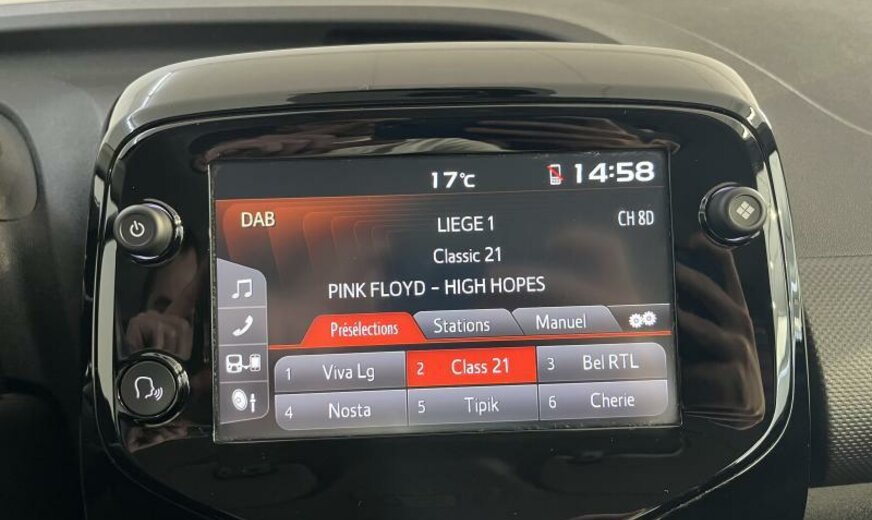 17°C 14:58
DAB LIEGE 1 CH 8D
Classic 21
PINK FLOYD - HIGH HOPES
Présélections Stations Manuel
1 Viva Lg 2 Class 21 3 Bel RTL
4 Nosta 5 Tipik 6 Cherie